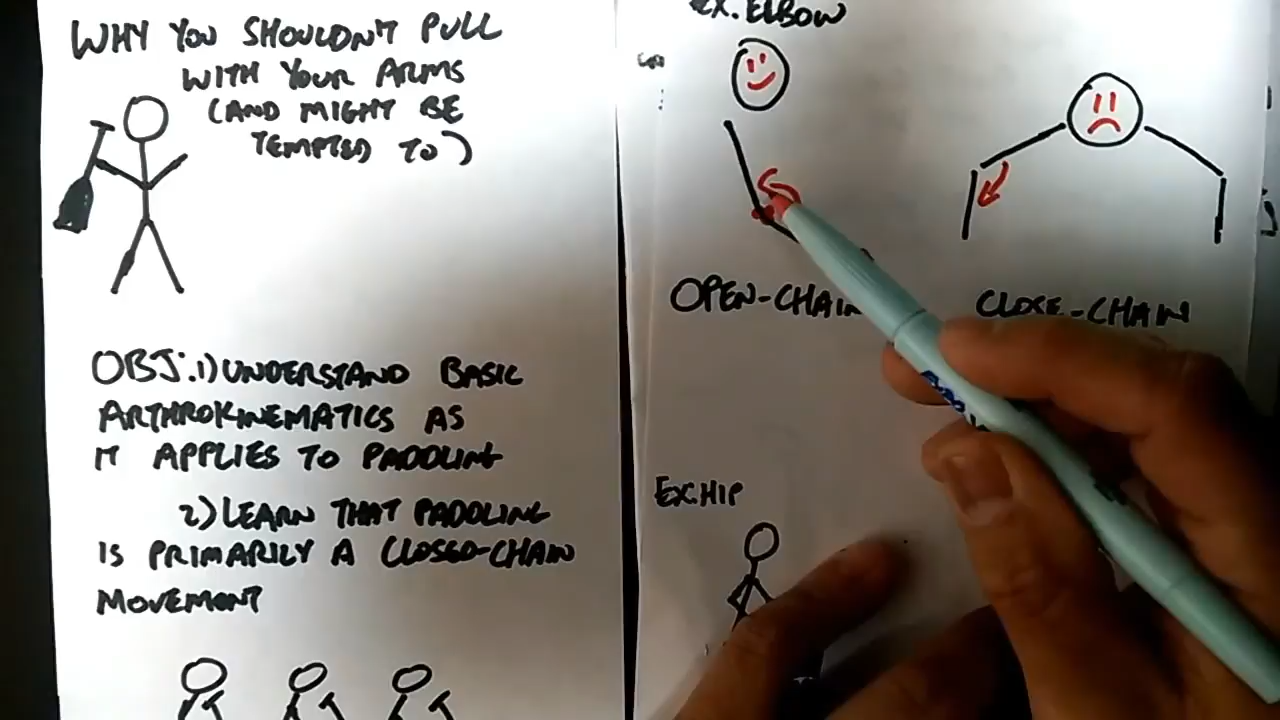 WHY YOU SHOULDN'T PULL
WITH YOUR ARMS
(AND MIGHT BE
TEMPTED TO)
OBJ:1) UNDERSTAND BASIC
ARTHROKINEMATICS AS
IT APPLIES TO PADDLING
2) LEARN THAT PADDLING
IS PRIMARILY A CLOSED-CHAIN
MOVEMENT
EX. ELBOW
OPEN-CHAIN
CLOSE-CHAIN
EX:HIP